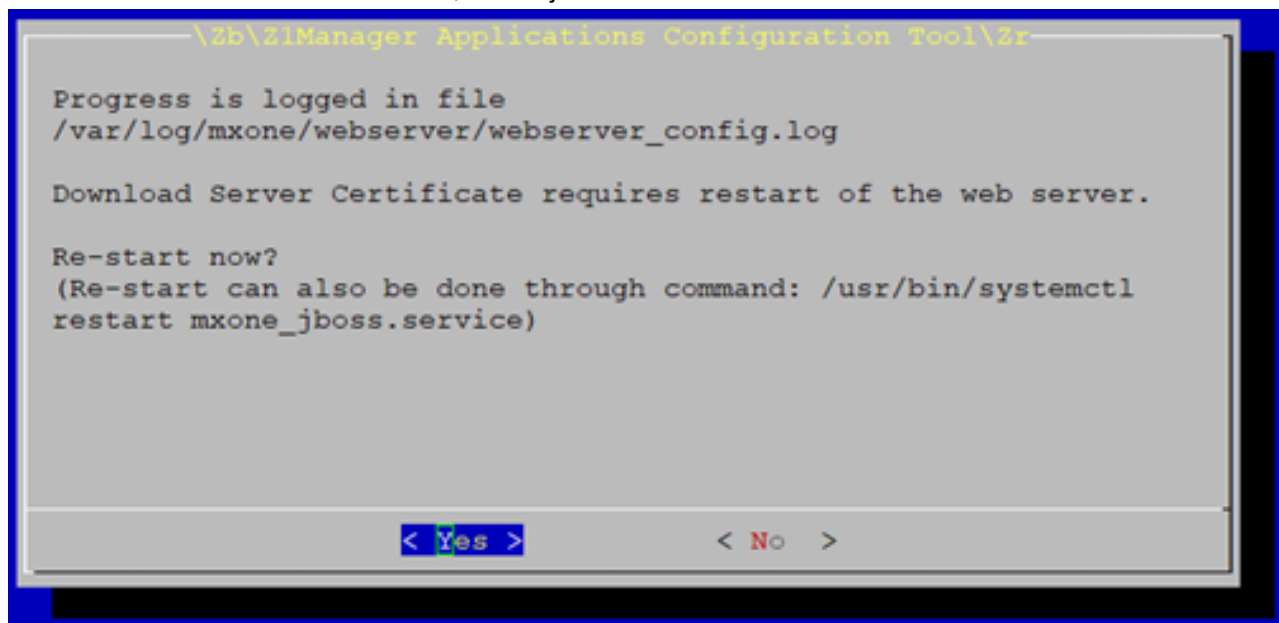 \Zb\Z1Manager Applications Configuration Tool\Zr
Progress is logged in file
/var/log/mxone/webserver/webserver_config.log
Download Server Certificate requires restart of the web server.
Re-start now?
(Re-start can also be done through command: /usr/bin/systemctl
restart mxone_jboss.service)
< Yes > < No >